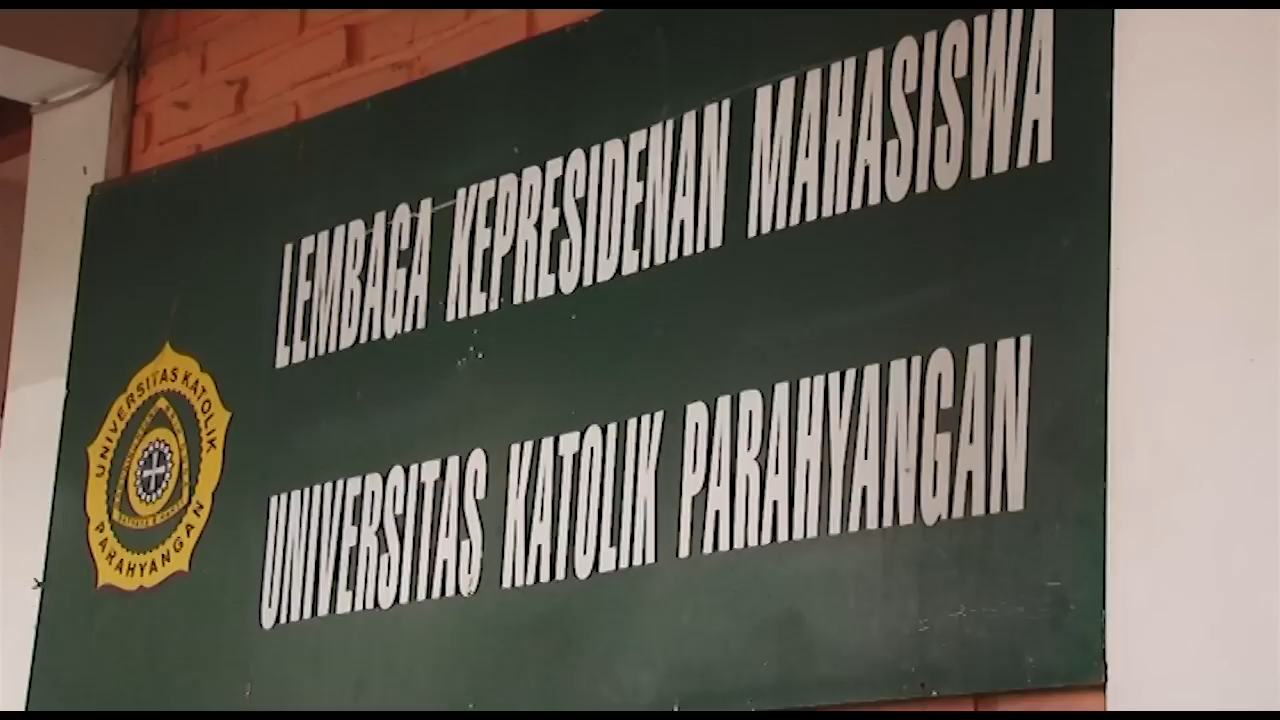 LEMBAGA KEPRESIDENAN MAHASISWA
UNIVERSITAS KATOLIK PARAHYANGAN
UNIVERSITAS KATOLIK
PARAHYANGAN